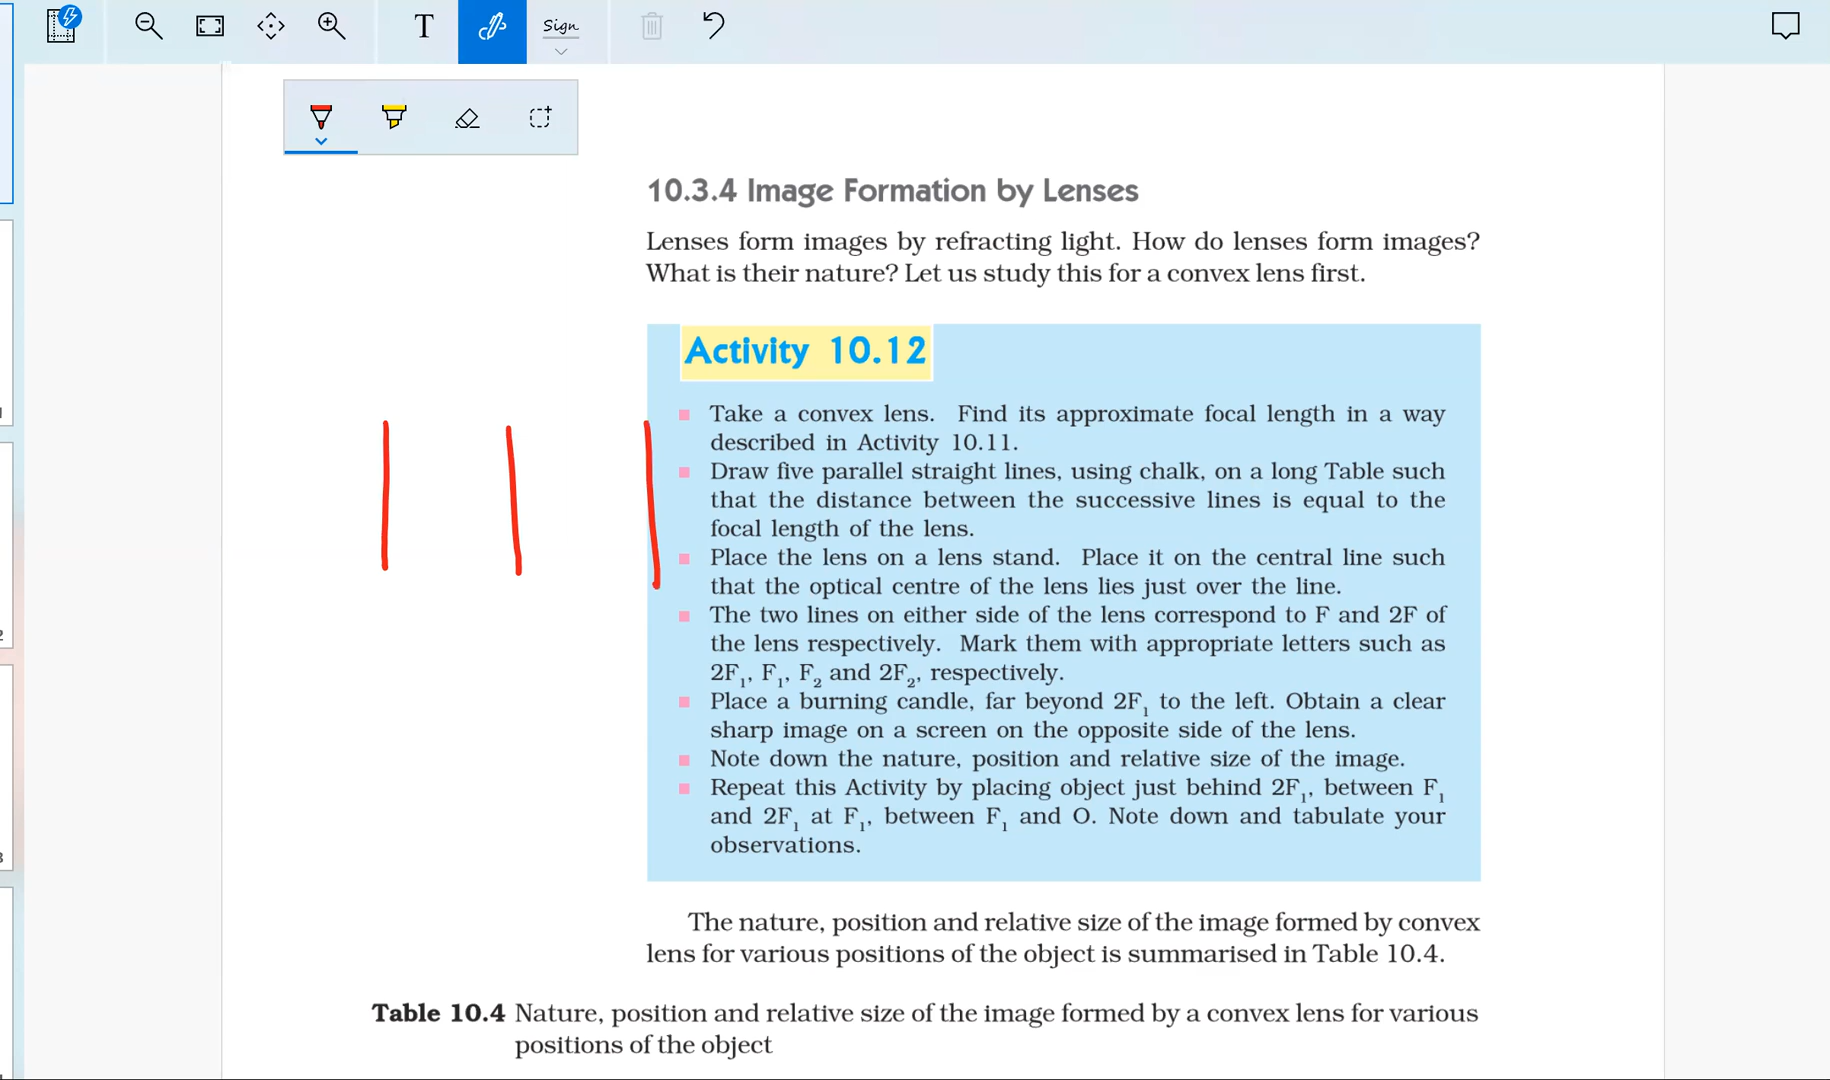 T
Sign
10.3.4 Image Formation by Lenses
Lenses form images by refracting light. How do lenses form images?
What is their nature? Let us study this for a convex lens first.
Activity 10.12
Take a convex lens. Find its approximate focal length in a way
described in Activity 10.11.
Draw five parallel straight lines, using chalk, on a long Table such
that the distance between the successive lines is equal to the
focal length of the lens.
Place the lens on a lens stand. Place it on the central line such
that the optical centre of the lens lies just over the line.
The two lines on either side of the lens correspond to F and 2F of
the lens respectively. Mark them with appropriate letters such as
2F₁, F₁, F₂ and 2F₂, respectively.
Place a burning candle, far beyond 2F₁ to the left. Obtain a clear
sharp image on a screen on the opposite side of the lens.
Note down the nature, position and relative size of the image.
Repeat this Activity by placing object just behind 2F₁, between F₁
and 2F₁ at F₁, between F₁ and O. Note down and tabulate your
observations.
The nature, position and relative size of the image formed by convex
lens for various positions of the object is summarised in Table 10.4.
Table 10.4 Nature, position and relative size of the image formed by a convex lens for various
positions of the object